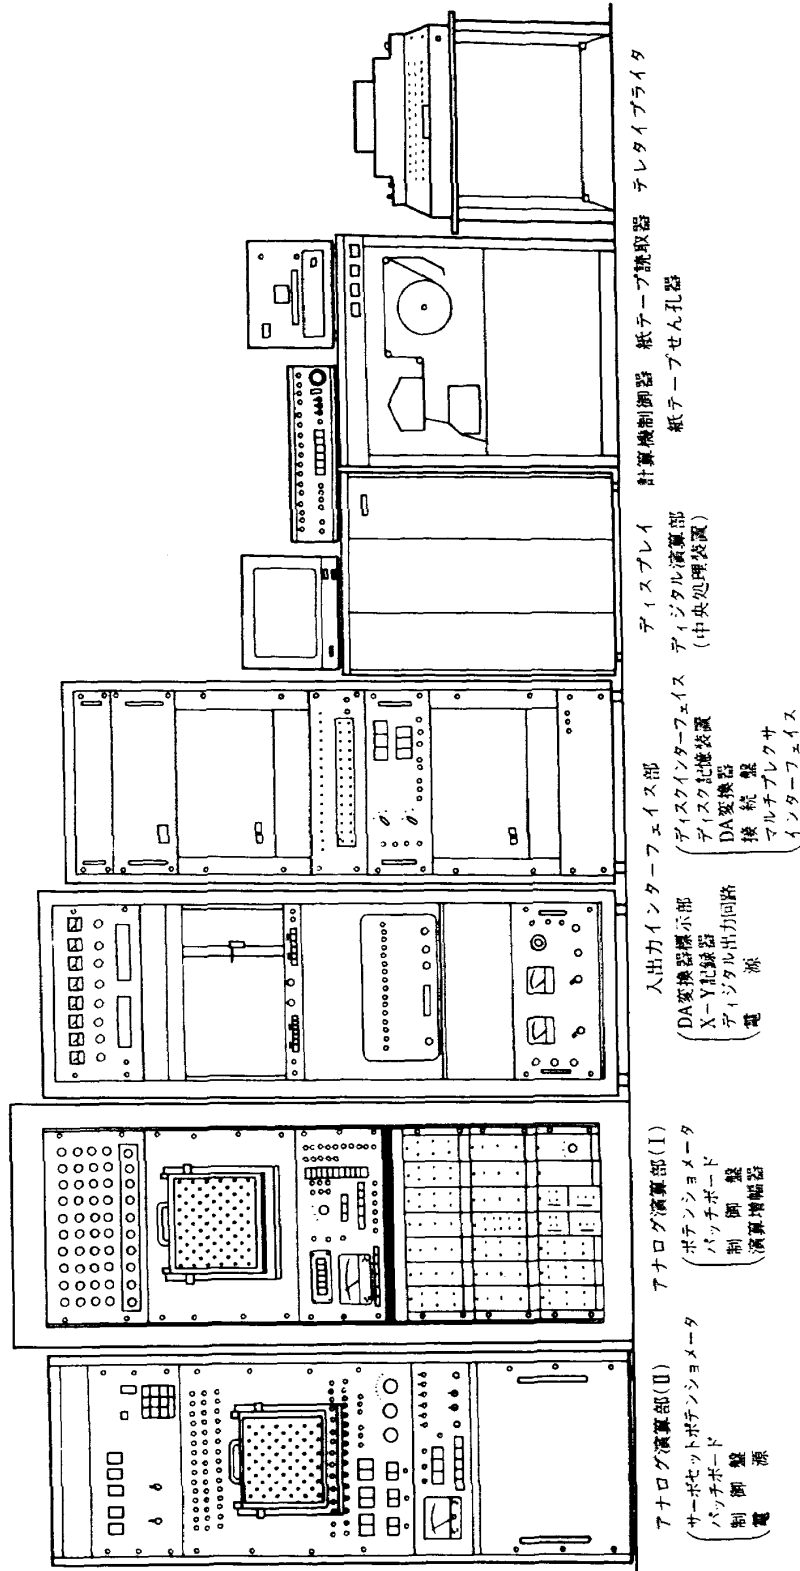 アナログ演算部(Ⅱ)
サーボセットポテンショメータ
パッチボード
制御盤
電源
アナログ演算部(Ⅰ)
ポテンショメータ
パッチボード
制御盤
演算増幅器
入出力インターフェイス部
DA変換器標示部
X-Y記録器
ディジタル出力回路
電源
ディスクインターフェイス
ディスク記憶装置
DA変換器
接続盤
マルチプレクサ
インターフェイス
ディスプレイ
ディジタル演算部
(中央処理装置)
計算機制御器
紙テープ読取器
紙テープせん孔器
テレタイプライタ